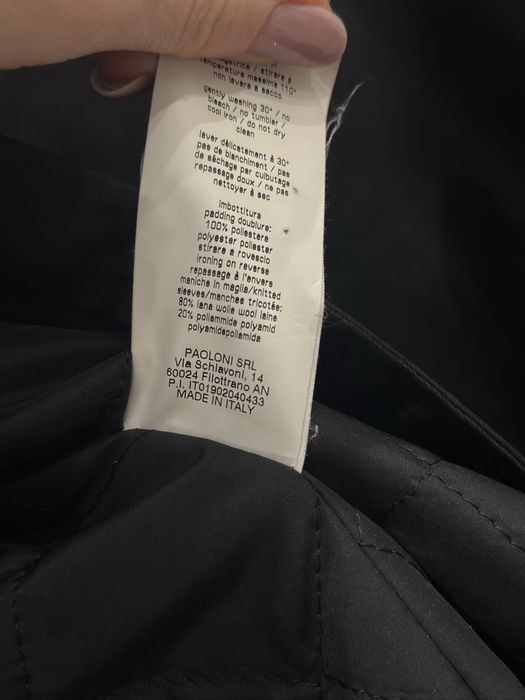 stirare a
temperatura massima 110°
non lavare a secco
gently washing 30° / no
bleach / no tumbler /
cool iron / do not dry
clean
laver délicatement à 30°
pas de blanchiment / pas
de séchage par culbutage
repassage doux / ne pas
nettoyer à sec
imbottitura
padding doublure:
100% poliestere
polyester poliester
stirare a rovescio
ironing on reverse
repassage à l'envers
maniche in maglia/knitted
sleeves/manches tricotée:
80% lana wolle wool laine
20% poliammide polyamid
polyamidepoliamida
PAOLONI SRL
Via Schiavoni, 14
60024 Filottrano AN
P.I. IT01902040433
MADE IN ITALY